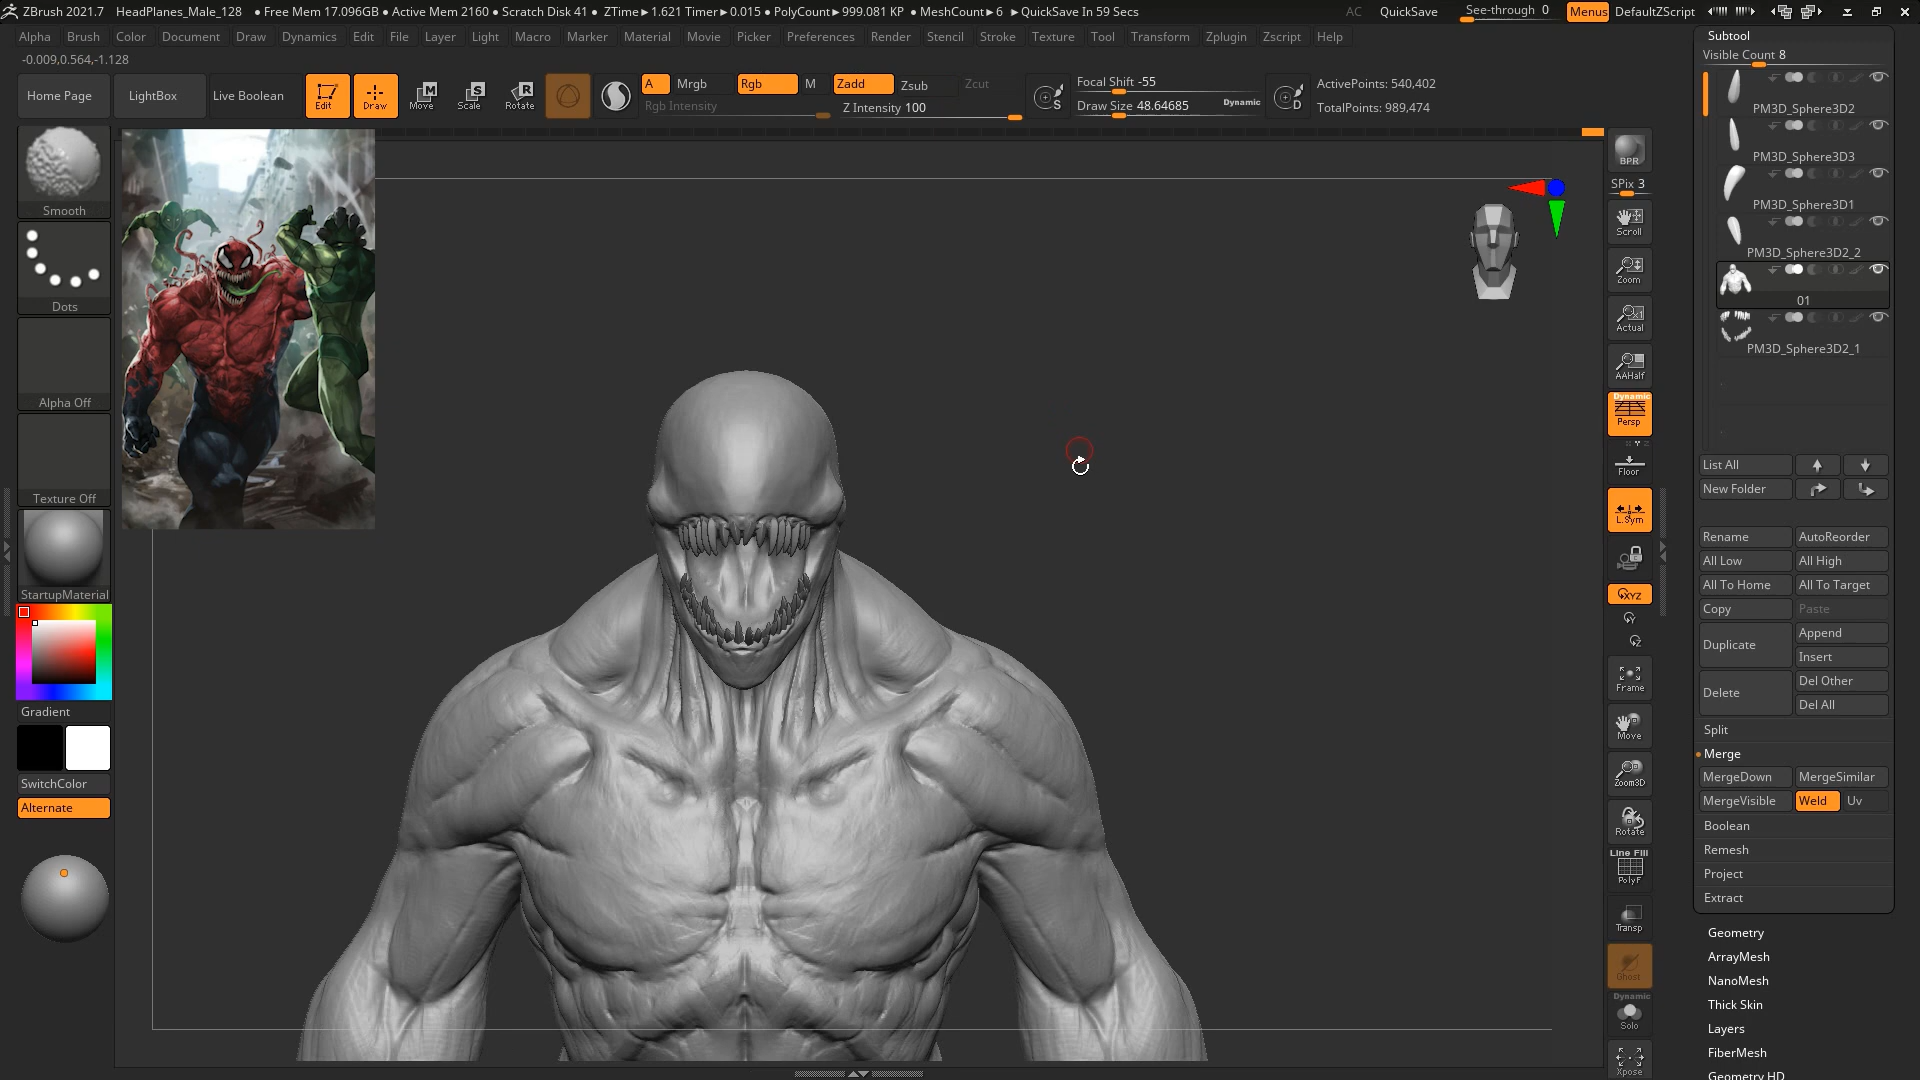 ZBrush 2021.7 HeadPlanes_Male_128 ● Free Mem 17.096GB ● Active Mem 2160 ● Scratch Disk 41 ● ZTime►1.621 Timer►0.015 ● PolyCount►999.081 KP ● MeshCount►6 ►QuickSave In 59 Secs AC QuickSave See-through 0 Menus DefaultZScript
Alpha Brush Color Document Draw Dynamics Edit File Layer Light Macro Marker Material Movie Picker Preferences Render Stencil Stroke Texture Tool Transform Zplugin Zscript Help
-0.009,0.564,-1.128
Home Page LightBox Live Boolean Edit Draw Move Scale Rotate
A Mrgb Rgb M Zadd Zsub Zcut
Rgb Intensity Z Intensity 100
S
Focal Shift -55
Draw Size 48.64685 Dynamic
D
ActivePoints: 540,402
TotalPoints: 989,474
Smooth
Dots
Alpha Off
Texture Off
StartupMaterial
Gradient
SwitchColor
Alternate
BPR
SPix 3
Scroll
Zoom
Actual
AAHalf
Dynamic
Persp
Floor
L.Sym
XYZ
Y
Z
Frame
Move
Zoom3D
Rotate
Line Fill
PolyF
Transp
Ghost
Dynamic
Solo
Xpose
Subtool
Visible Count 8
PM3D_Sphere3D2
PM3D_Sphere3D3
PM3D_Sphere3D1
PM3D_Sphere3D2_2
01
PM3D_Sphere3D2_1
List All
New Folder
Rename AutoReorder
All Low All High
All To Home All To Target
Copy Paste
Duplicate Append
Insert
Delete Del Other
Del All
Split
Merge
MergeDown MergeSimilar
MergeVisible Weld Uv
Boolean
Remesh
Project
Extract
Geometry
ArrayMesh
NanoMesh
Thick Skin
Layers
FiberMesh
Geometry HD